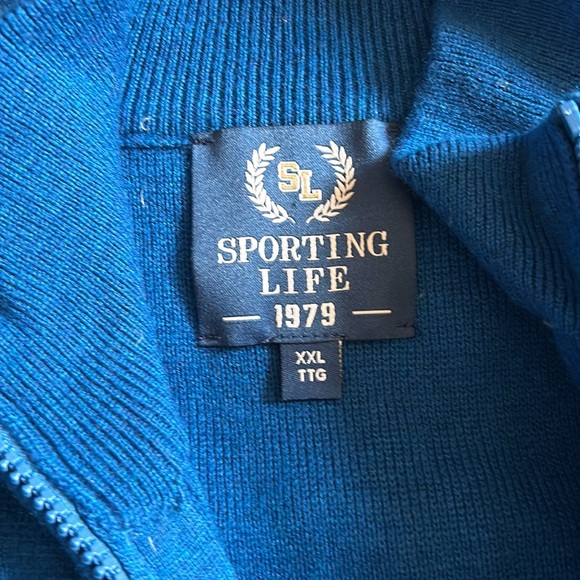 SL
SPORTING
LIFE
1979
XXL
TTG